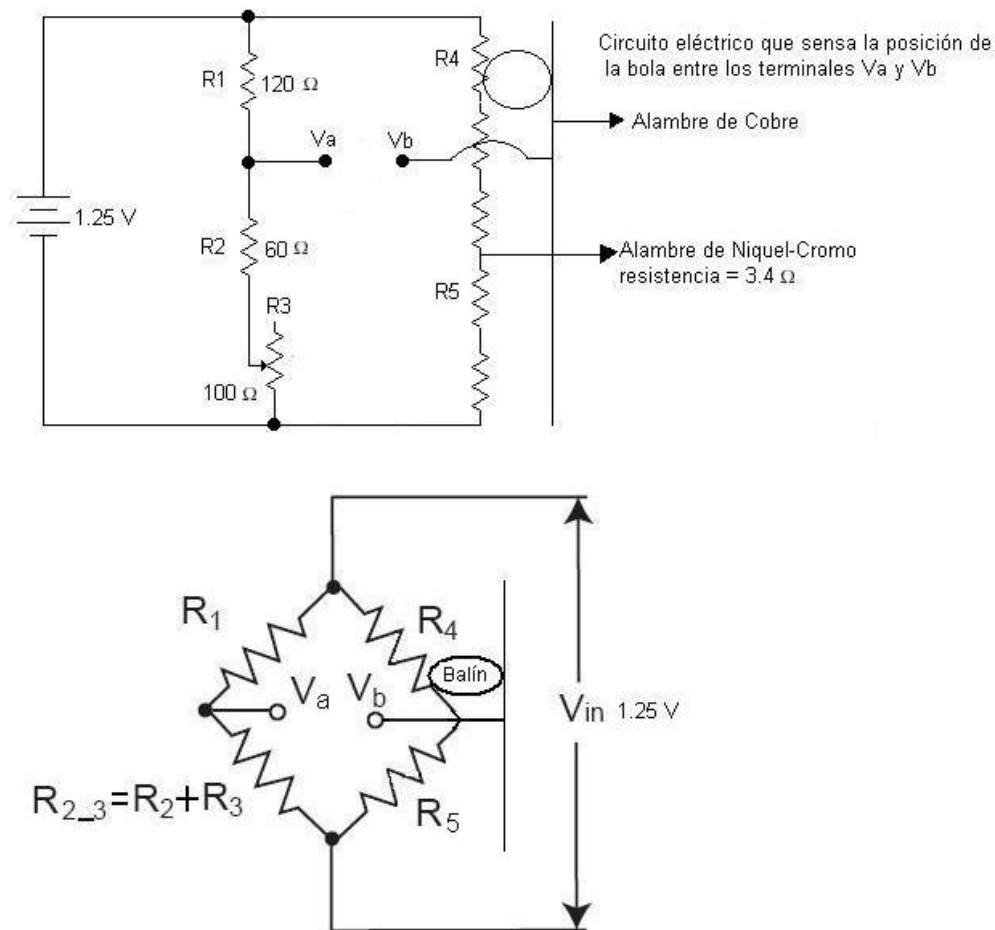 R4
Circuito eléctrico que sensa la posición de
la bola entre los terminales Va y Vb
R1
120 Ω
Alambre de Cobre
Va
Vb
1.25 V
R2
60 Ω
Alambre de Niquel-Cromo
resistencia = 3.4 Ω
R5
R3
100 Ω
R1
R4
Balín
Va
Vb
Vin 1.25 V
R2_3=R2+R3
R5